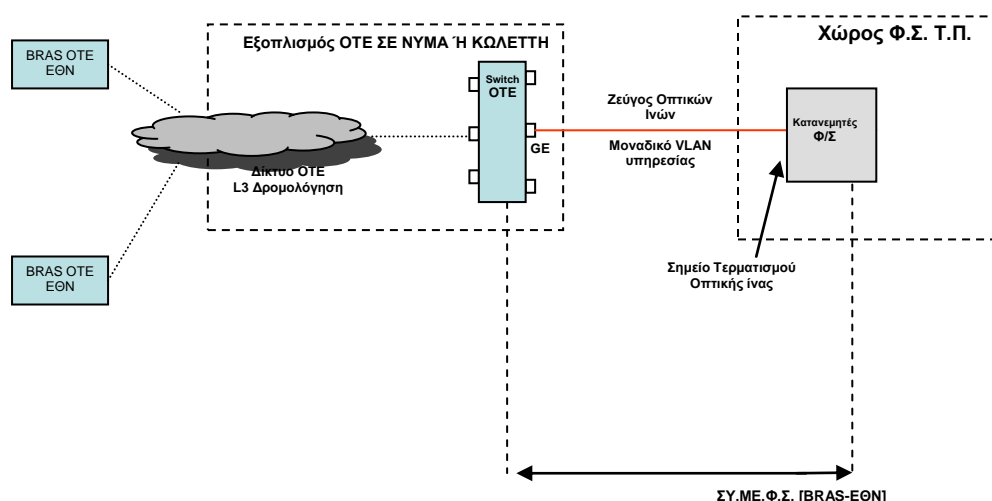 BRAS OTE
ΕΘΝ
Εξοπλισμός ΟΤΕ ΣΕ ΝΥΜΑ Ή ΚΩΛΕΤΤΗ
Χώρος Φ.Σ. Τ.Π.
Switch
OTE
Ζεύγος Οπτικών
Ινών
GE
Μοναδικό VLAN
υπηρεσίας
Κατανεμητές
Φ/Σ
Δίκτυο ΟΤΕ
L3 Δρομολόγηση
BRAS OTE
ΕΘΝ
Σημείο Τερματισμού
Οπτικής ίνας
ΣΥ.ΜΕ.Φ.Σ. [BRAS-ΕΘΝ]